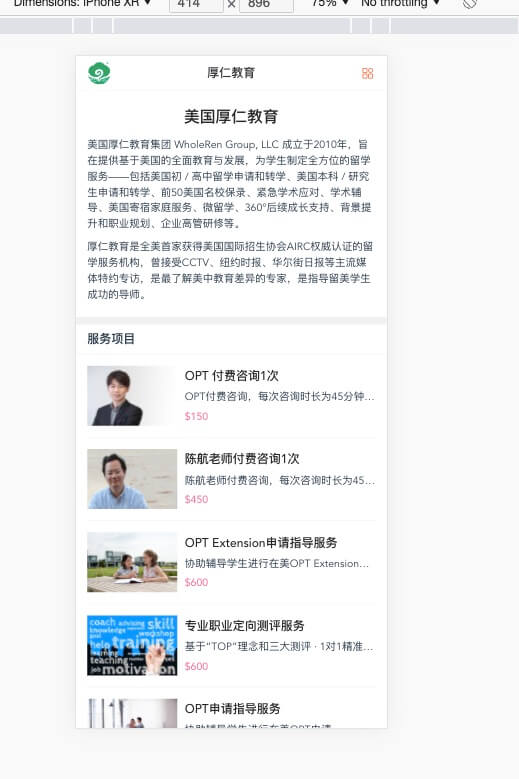 Dimensions: iPhone XR ▼ 414 × 896 75% ▼ No throttling ▼
厚仁教育
美国厚仁教育
美国厚仁教育集团 WholeRen Group, LLC 成立于2010年，旨
在提供基于美国的全面教育与发展，为学生制定全方位的留学
服务——包括美国初 / 高中留学申请和转学、美国本科 / 研究
生申请和转学、前50美国名校保录、紧急学术应对、学术辅
导、美国寄宿家庭服务、微留学、360°后续成长支持、背景提
升和职业规划、企业高管研修等。
厚仁教育是全美首家获得美国国际招生协会AIRC权威认证的留
学服务机构，曾接受CCTV、纽约时报、华尔街日报等主流媒
体特约专访，是最了解美中教育差异的专家，是指导留美学生
成功的导师。
服务项目
OPT 付费咨询1次
OPT付费咨询，每次咨询时长为45分钟...
$150
陈航老师付费咨询1次
陈航老师付费咨询，每次咨询时长为45...
$450
OPT Extension申请指导服务
协助辅导学生进行在美OPT Extension...
$600
专业职业定向测评服务
基于“TOP”理念和三大测评 · 1对1精准...
$600
coach advising skill
knowledge workshop
help training
learning
teaching
job motivation
OPT申请指导服务
协助辅导学生进行在美OPT申请